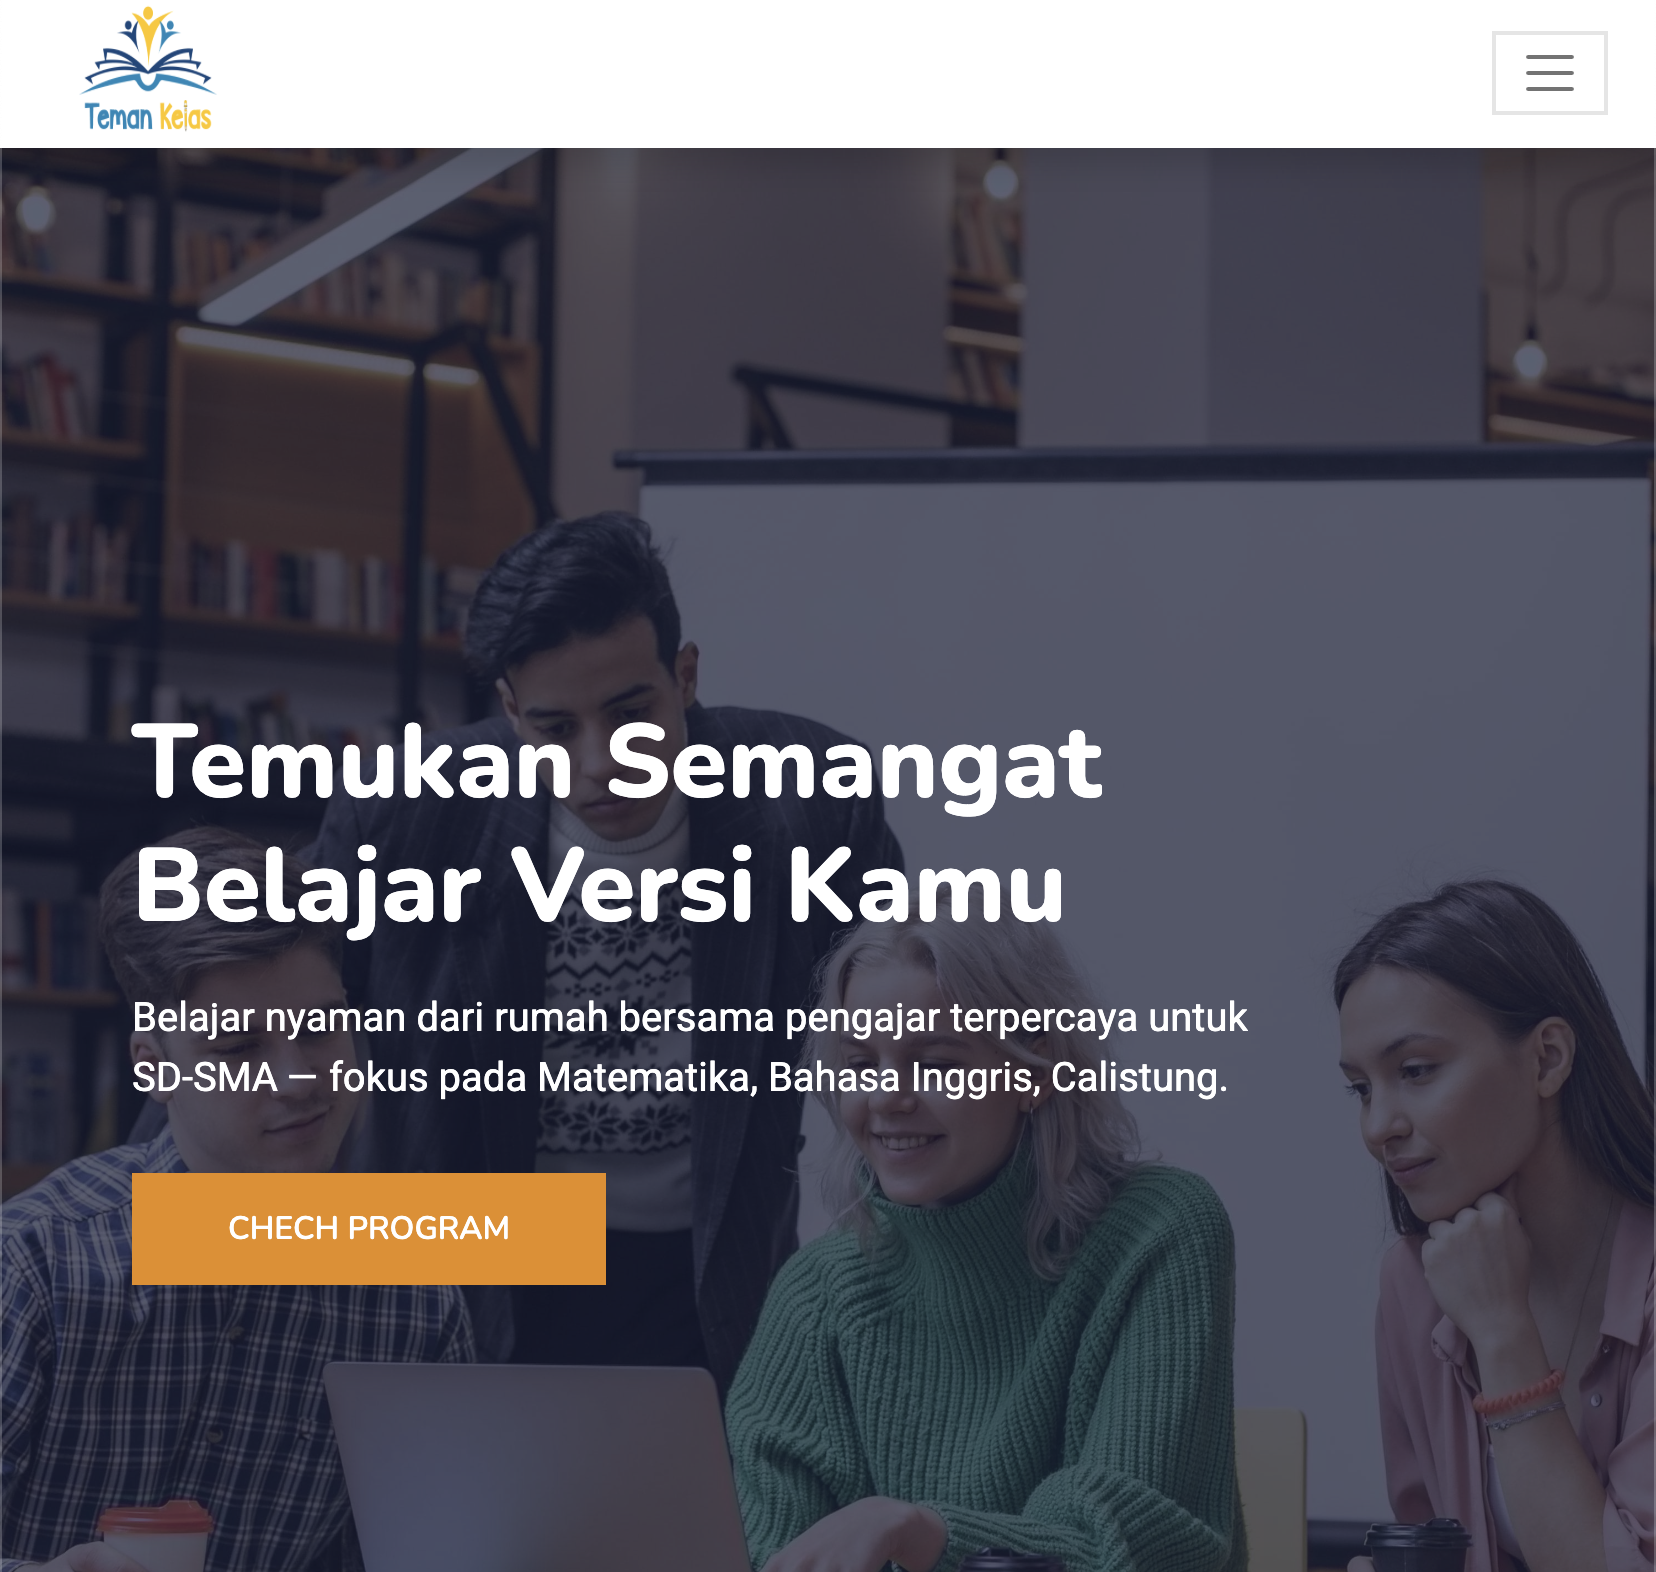 Teman Kelas
Temukan Semangat
Belajar Versi Kamu
Belajar nyaman dari rumah bersama pengajar terpercaya untuk
SD-SMA — fokus pada Matematika, Bahasa Inggris, Calistung.
CHECH PROGRAM